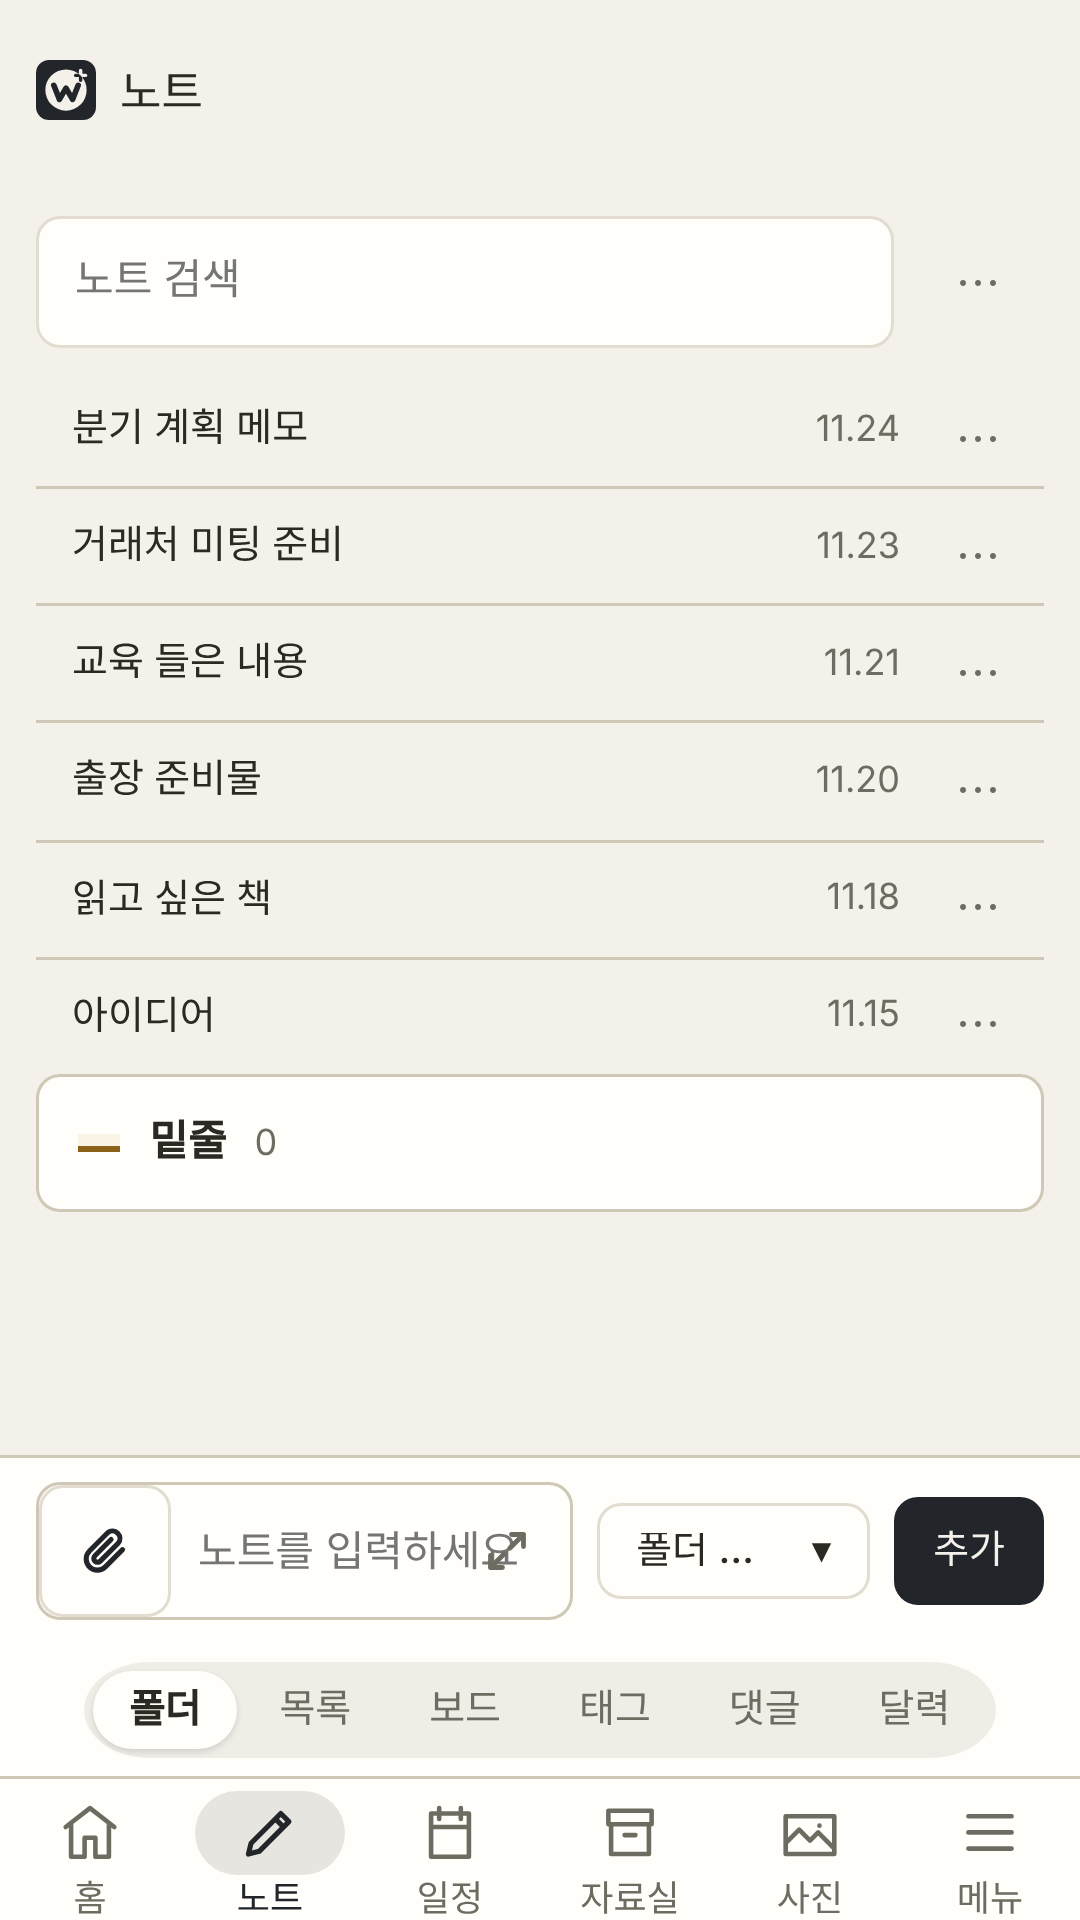 노트
노트 검색
...
분기 계획 메모 11.24 ...
거래처 미팅 준비 11.23 ...
교육 들은 내용 11.21 ...
출장 준비물 11.20 ...
읽고 싶은 책 11.18 ...
아이디어 11.15 ...
밑줄 0
노트를 입력하세요
폴더 ... ▼
추가
폴더 목록 보드 태그 댓글 달력
홈 노트 일정 자료실 사진 메뉴